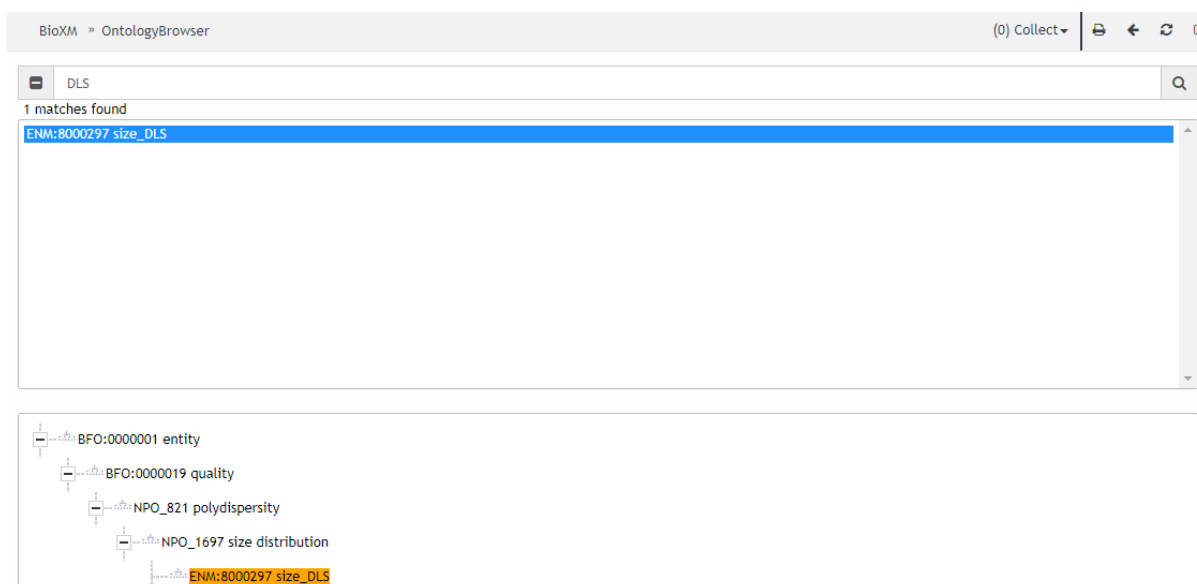 BioXM » OntologyBrowser (0) Collect
DLS
1 matches found
ENM:8000297 size_DLS
BFO:0000001 entity
BFO:0000019 quality
NPO_821 polydispersity
NPO_1697 size distribution
ENM:8000297 size_DLS